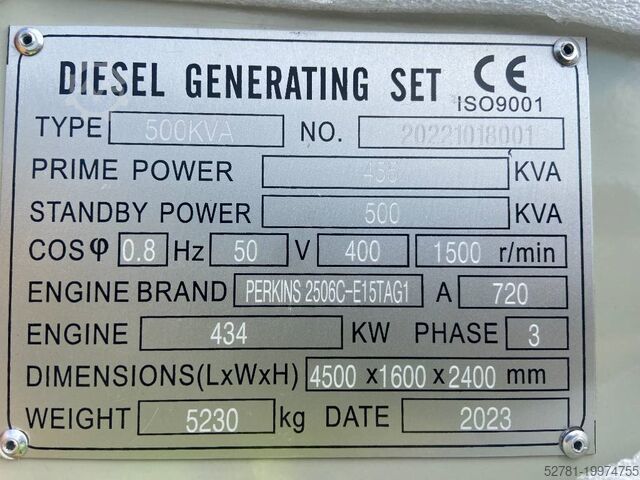 DIESEL GENERATING SET CE
ISO9001
TYPE 500KVA NO. 20221018001
PRIME POWER KVA
STANDBY POWER 500 KVA
COSφ 0.8 Hz 50 V 400 1500 r/min
ENGINE BRAND PERKINS 2506C-E15TAG1 A 720
ENGINE 434 KW PHASE 3
DIMENSIONS(LxWxH) 4500 x1600 x 2400 mm
WEIGHT 5230 kg DATE 2023
52781-19974755